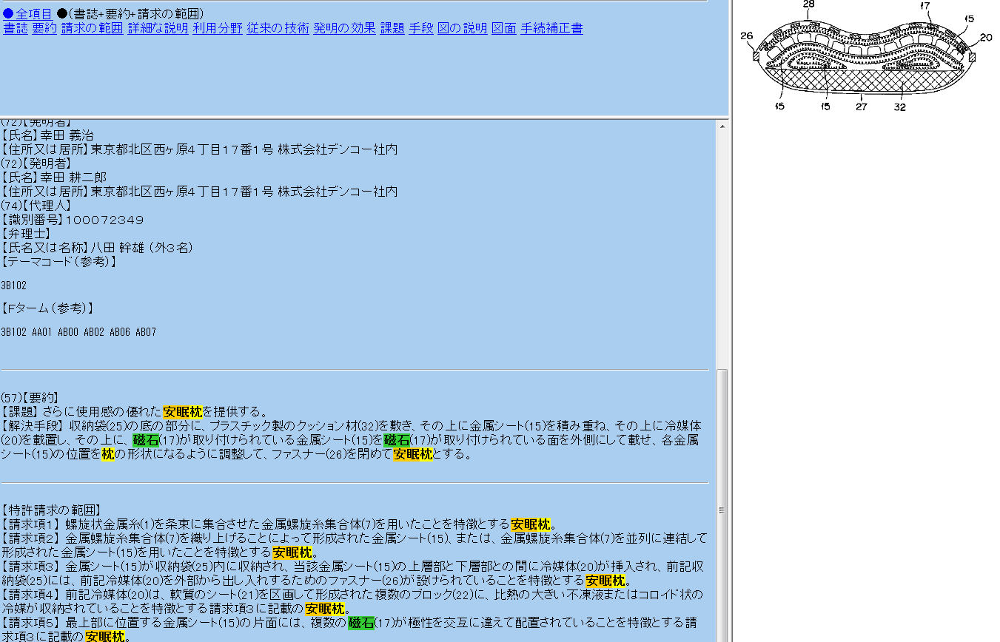 ●全項目 ●(書誌+要約+請求の範囲)
書誌 要約 請求の範囲 詳細な説明 利用分野 従来の技術 発明の効果 課題 手段 図の説明 図面 手続補正書
(72)【発明者】
【氏名】幸田 義治
【住所又は居所】東京都北区西ヶ原4丁目17番1号 株式会社デンコー社内
(72)【発明者】
【氏名】幸田 耕二郎
【住所又は居所】東京都北区西ヶ原4丁目17番1号 株式会社デンコー社内
(74)【代理人】
【識別番号】100072349
【弁理士】
【氏名又は名称】八田 幹雄 (外3名)
【テーマコード(参考)】
3B102
【Fターム(参考)】
3B102 AA01 AB00 AB02 AB06 AB07
(57)【要約】
【課題】 さらに使用感の優れた安眠枕を提供する。
【解決手段】 収納袋(25)の底の部分に、プラスチック製のクッション材(32)を敷き、その上に金属シート(15)を積み重ね、その上に冷媒体
(20)を載置し、その上に、磁石(17)が取り付けられている金属シート(15)を磁石(17)が取り付けられている面を外側にして載せ、各金属
シート(15)の位置を枕の形状になるように調整して、ファスナー(26)を閉めて安眠枕とする。
【特許請求の範囲】
【請求項1】 螺旋状金属糸(1)を条束に集合させた金属螺旋糸集合体(7)を用いたことを特徴とする安眠枕。
【請求項2】 金属螺旋糸集合体(7)を織り上げることによって形成された金属シート(15)、または、金属螺旋糸集合体(7)を並列に連結して
形成された金属シート(15)を用いたことを特徴とする安眠枕。
【請求項3】 金属シート(15)が収納袋(25)内に収納され、当該金属シート(15)の上層部と下層部との間に冷媒体(20)が挿入され、前記収
納袋(25)には、前記冷媒体(20)を外部から出し入れするためのファスナー(26)が設けられていることを特徴とする安眠枕。
【請求項4】 前記冷媒体(20)は、軟質のシート(21)を区画して形成された複数のブロック(22)に、比熱の大きい不凍液またはコロイド状の
冷媒が収納されていることを特徴とする請求項3に記載の安眠枕。
【請求項5】 最上部に位置する金属シート(15)の片面には、複数の磁石(17)が極性を交互に違えて配置されていることを特徴とする請
求項3に記載の安眠枕。
28 17 15
26 20
15 15 27 32